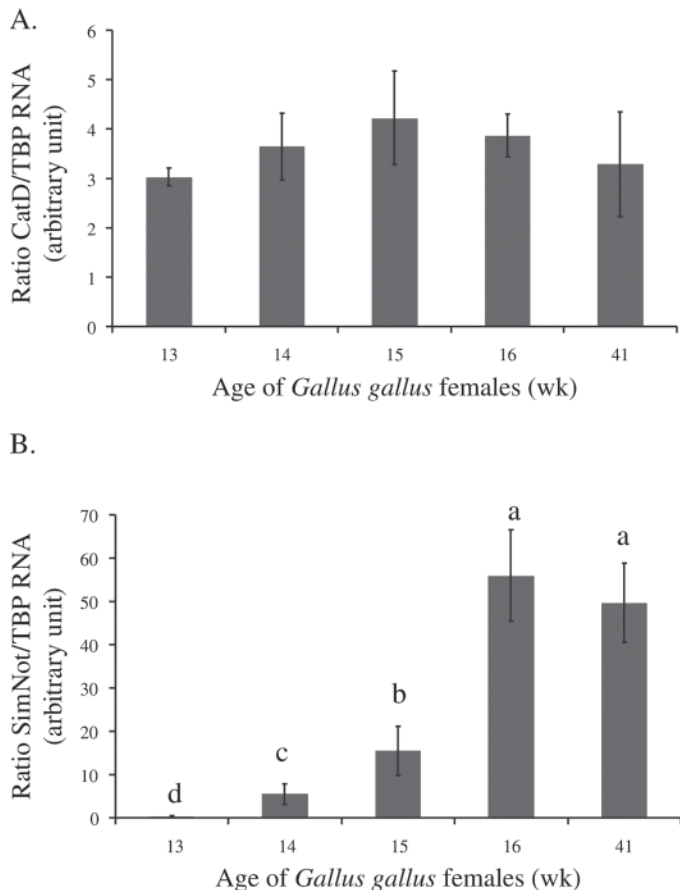 A.
Ratio CatD/TBP RNA
(arbitrary unit)
6
5
4
3
2
1
0
13 14 15 16 41
Age of Gallus gallus females (wk)
B.
Ratio SimNot/TBP RNA
(arbitrary unit)
70
60
50
40
30
20
10
0
d c b a a
13 14 15 16 41
Age of Gallus gallus females (wk)